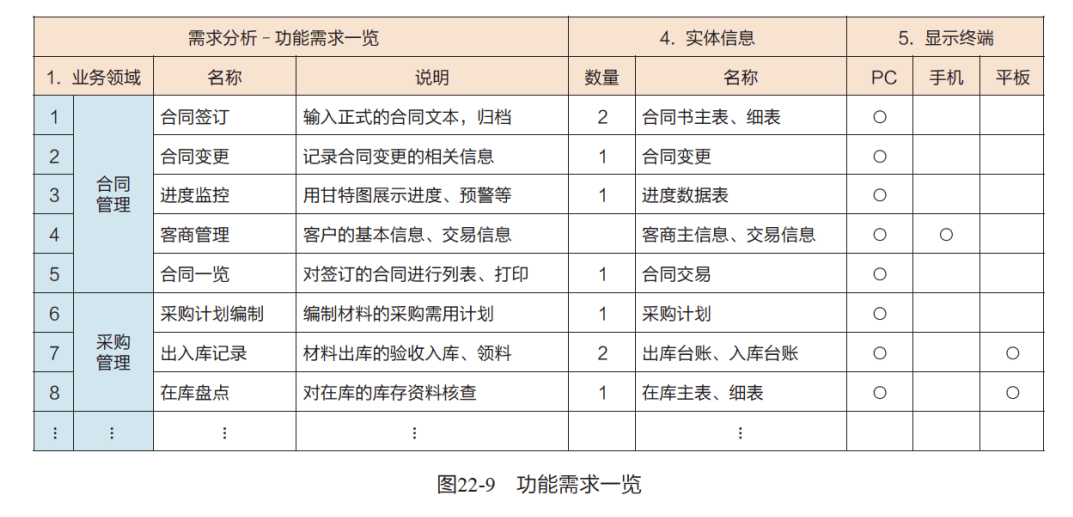 需求分析－功能需求一览 4. 实体信息 5. 显示终端
1. 业务领域 名称 说明 数量 名称 PC 手机 平板
1 合同签订 输入正式的合同文本，归档 2 合同书主表、细表 ○
2 合同变更 记录合同变更的相关信息 1 合同变更 ○
合同
管理
3 进度监控 用甘特图展示进度、预警等 1 进度数据表 ○
4 客商管理 客户的基本信息、交易信息 客商主信息、交易信息 ○ ○
5 合同一览 对签订的合同进行列表、打印 1 合同交易 ○
6 采购计划编制 编制材料的采购需用计划 1 采购计划 ○
采购
管理
7 出入库记录 材料出库的验收入库、领料 2 出库台账、入库台账 ○ ○
8 在库盘点 对在库的库存资料核查 1 在库主表、细表 ○ ○
⋮ ⋮ ⋮ ⋮ ⋮
图22-9 功能需求一览